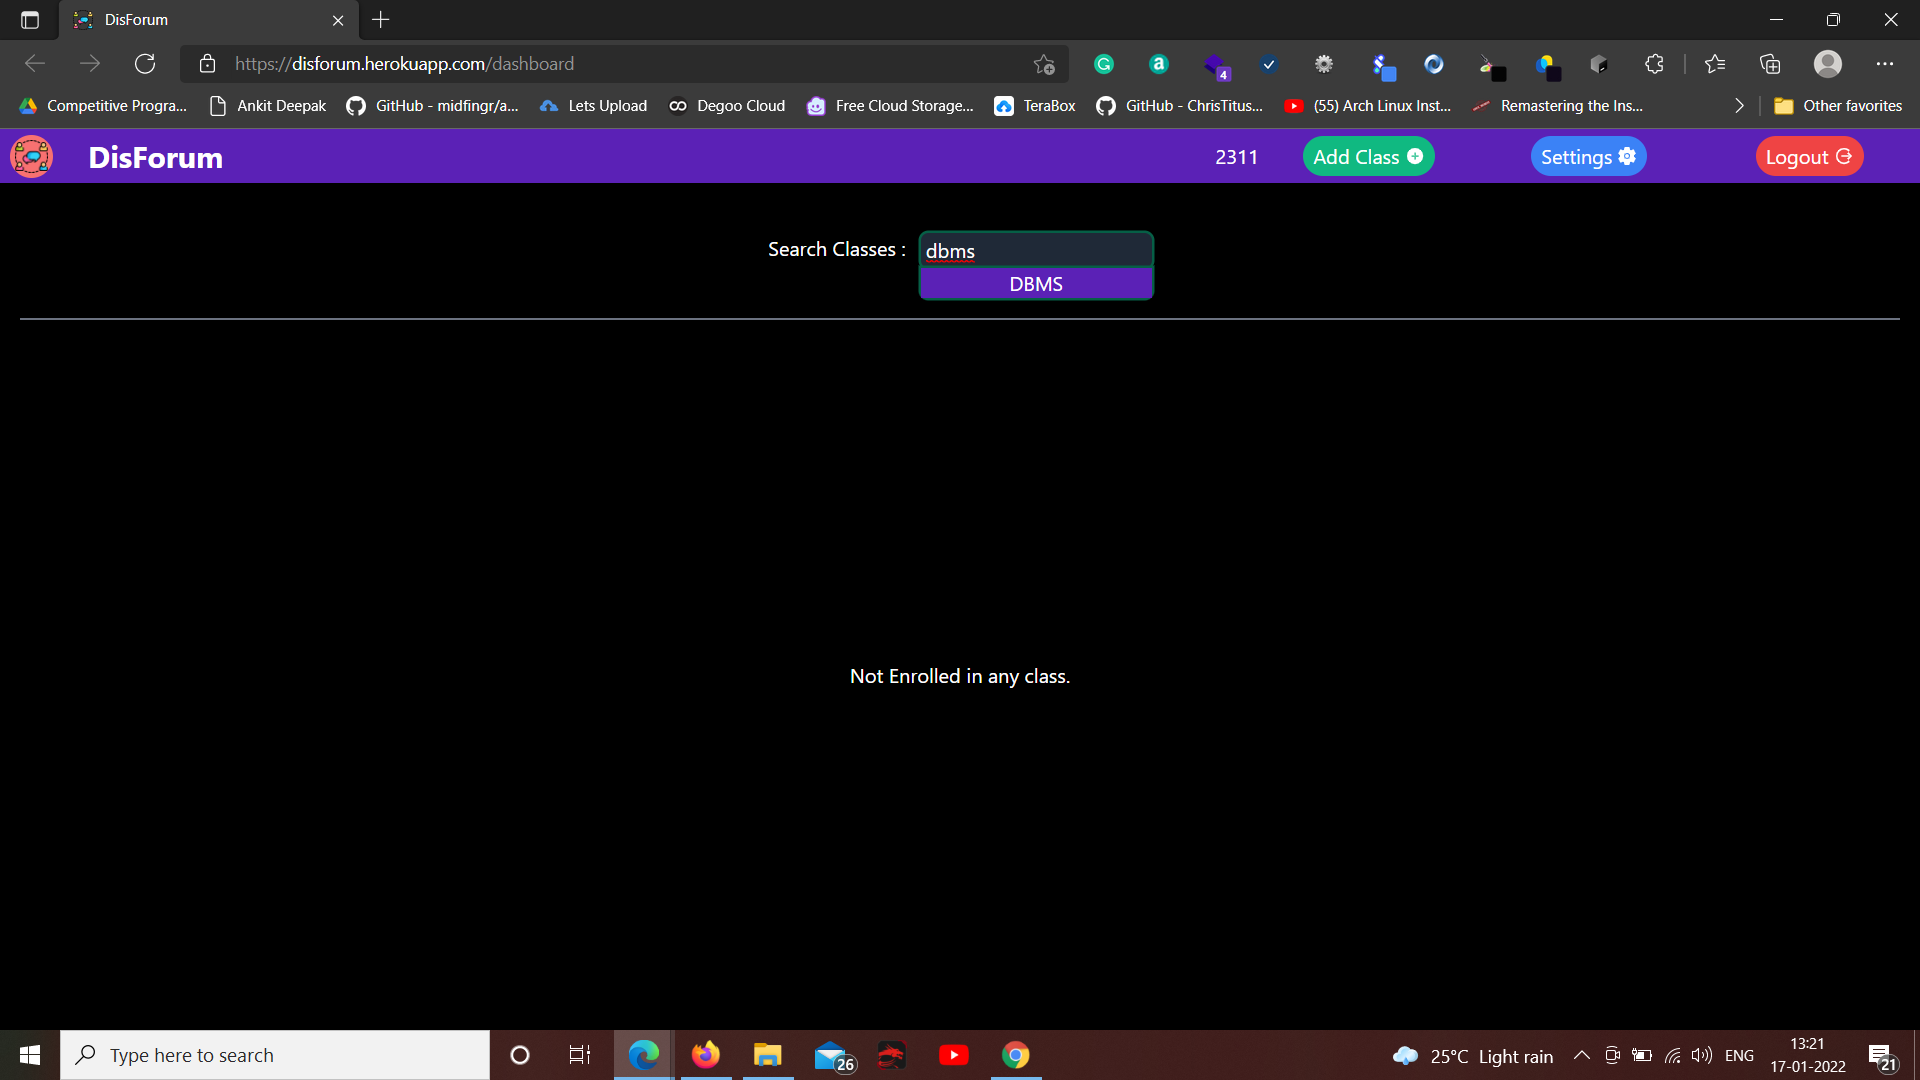 DisForum
https://disforum.herokuapp.com/dashboard
4
Competitive Progra...
Ankit Deepak
GitHub - midfingr/a...
Lets Upload
Degoo Cloud
Free Cloud Storage...
TeraBox
GitHub - ChrisTitus...
(55) Arch Linux Inst...
Remastering the Ins...
Other favorites
DisForum
2311
Add Class
Settings
Logout
Search Classes :
dbms
DBMS
Not Enrolled in any class.
Type here to search
26
25°C Light rain
ENG
13:21
17-01-2022
21